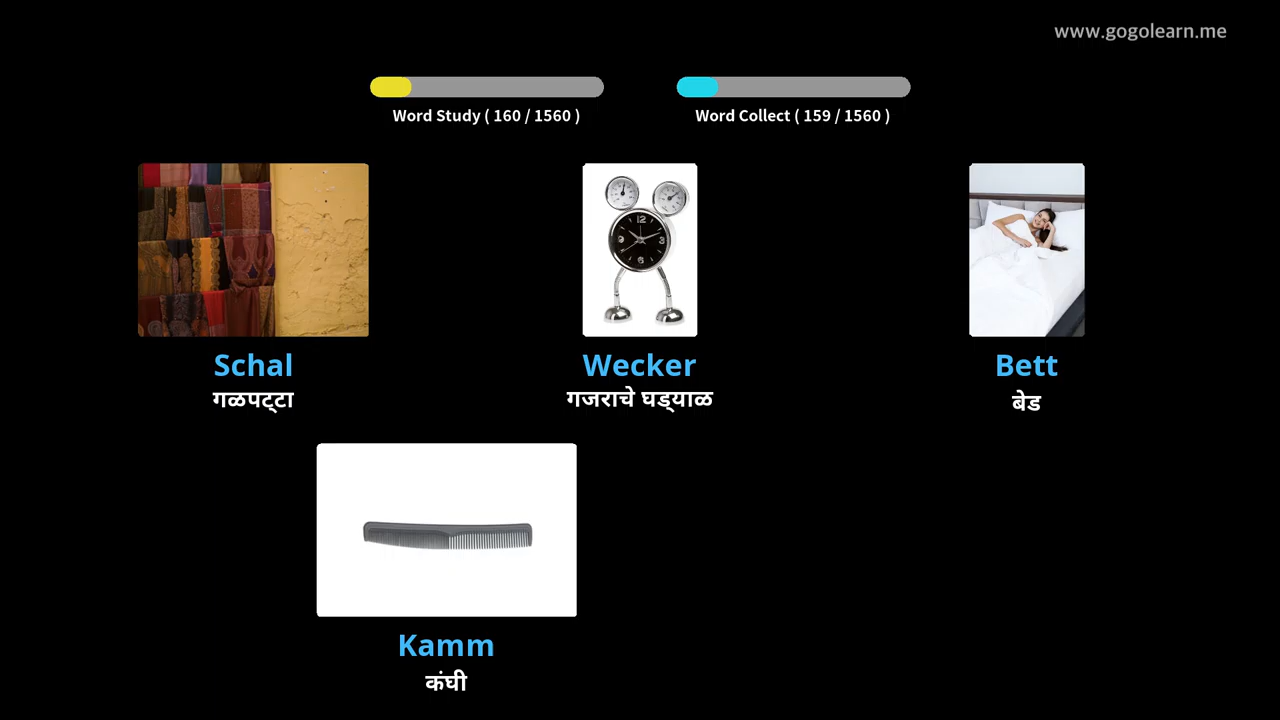 www.gogolearn.me
Word Study ( 160 / 1560 )
Word Collect ( 159 / 1560 )
Schal
गळपट्टा
Wecker
गजराचे घड्याळ
Bett
बेड
Kamm
कंघी